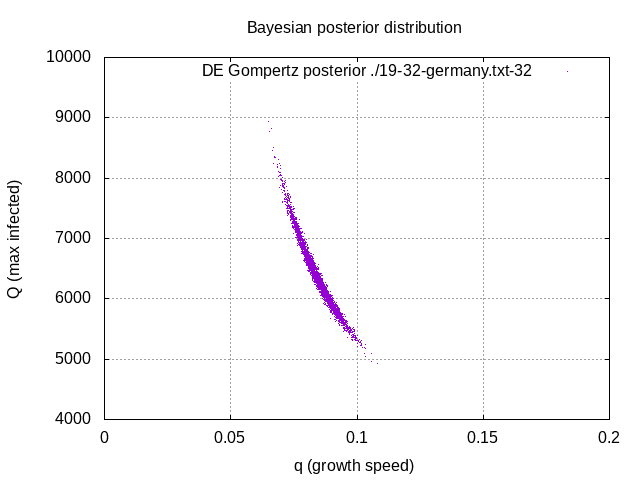 Bayesian posterior distribution
10000
DE Gompertz posterior ./19-32-germany.txt-32
9000
8000
7000
Q (max infected)
6000
5000
4000
0 0.05 0.1 0.15 0.2
q (growth speed)